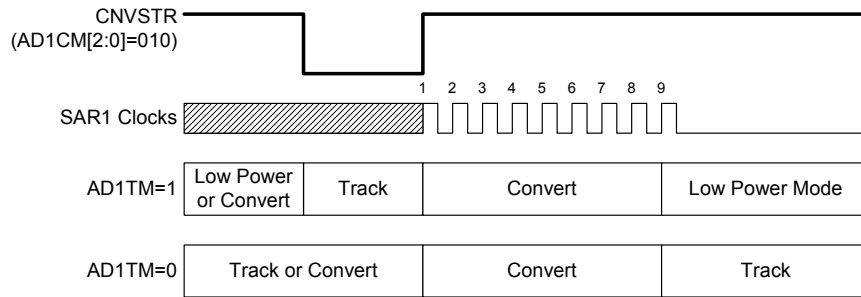 CNVSTR
(AD1CM[2:0]=010)
1 2 3 4 5 6 7 8 9
SAR1 Clocks
AD1TM=1 Low Power or Convert Track Convert Low Power Mode
AD1TM=0 Track or Convert Convert Track